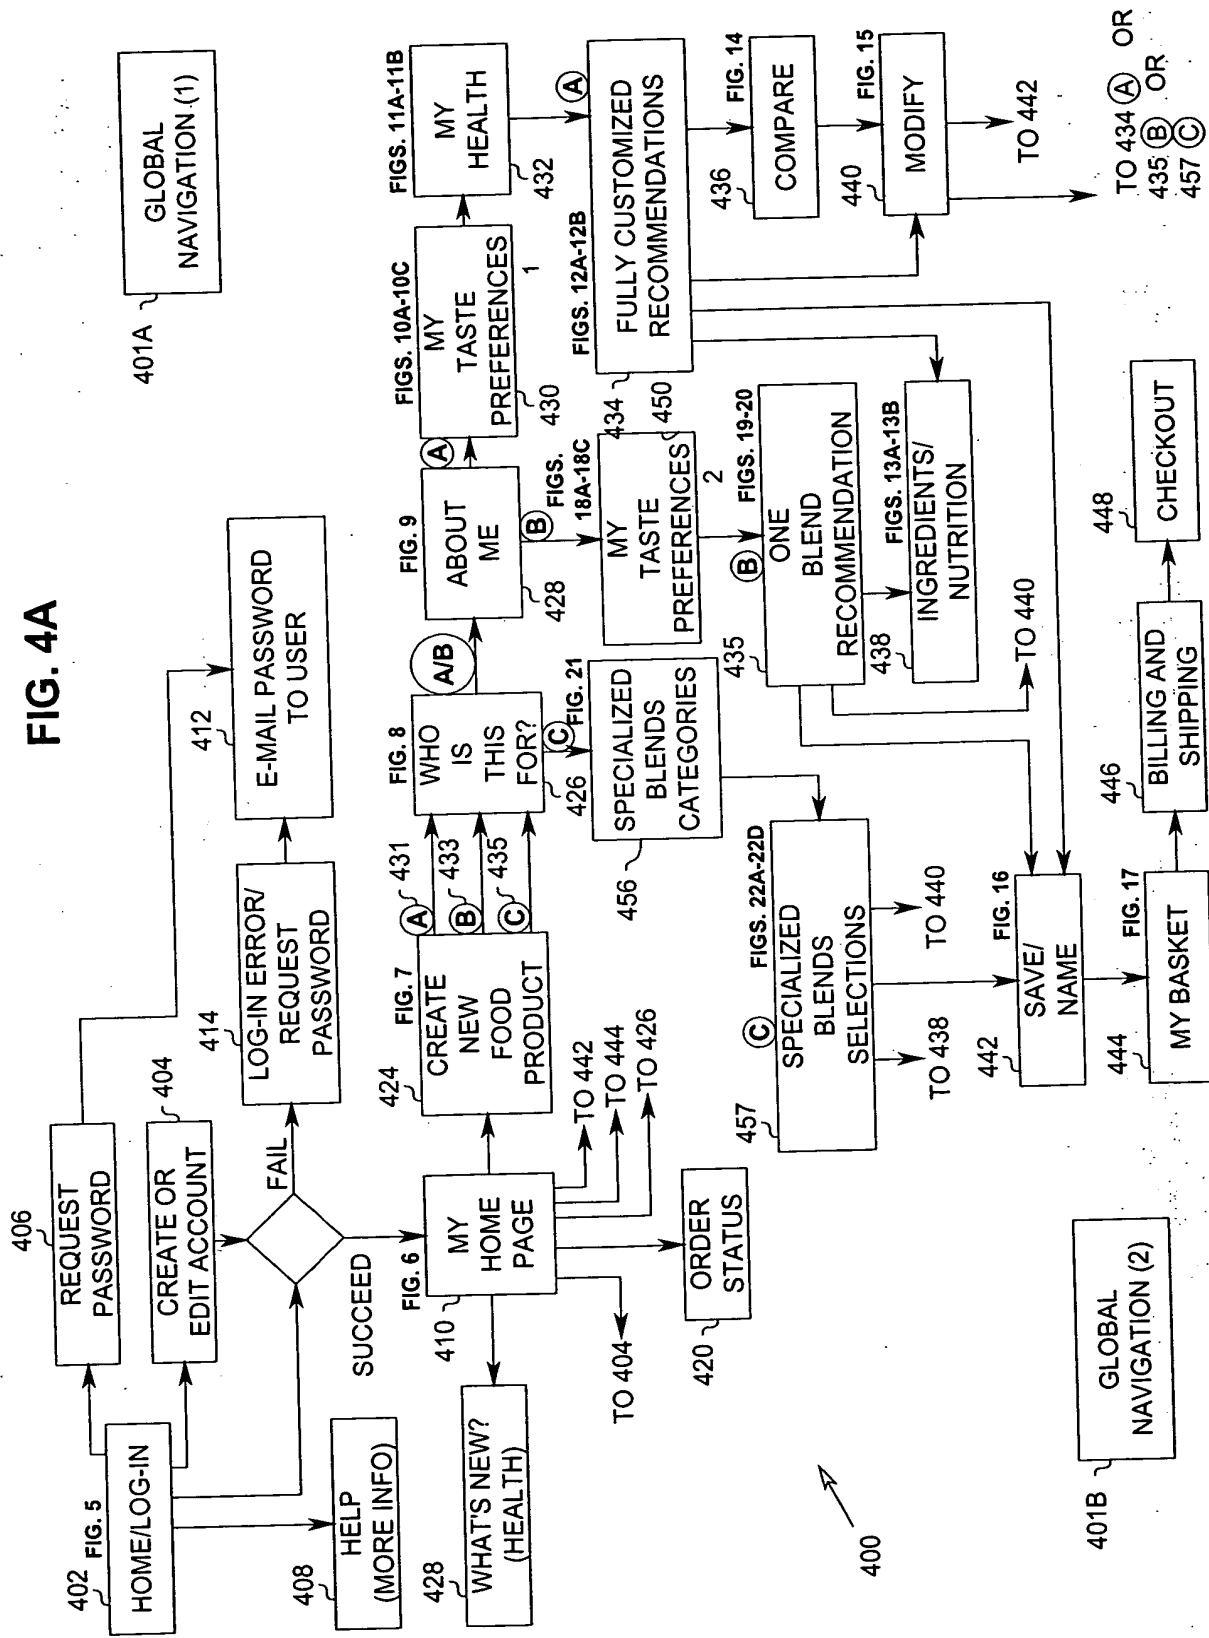 FIG. 4A
GLOBAL
NAVIGATION (1)
401A
406
REQUEST
PASSWORD
404
CREATE OR
EDIT ACCOUNT
402
FIG. 5
HOME/LOG-IN
408
HELP
(MORE INFO)
FAIL
SUCCEED
414
LOG-IN ERROR/
REQUEST
PASSWORD
412
E-MAIL PASSWORD
TO USER
428
WHAT'S NEW?
(HEALTH)
410
FIG. 6
MY
HOME
PAGE
TO 404
420
ORDER
STATUS
TO 442
TO 444
TO 426
424
FIG. 7
CREATE
NEW
FOOD
PRODUCT
A
431
B
433
C
435
FIG. 8
WHO
IS
THIS
FOR?
426
A/B
C
FIG. 21
SPECIALIZED
BLENDS
CATEGORIES
456
FIG. 9
ABOUT
ME
428
A
B
FIGS.
18A-18C
FIGS. 10A-10C
MY
TASTE
PREFERENCES
1
430
FIGS. 11A-11B
MY
HEALTH
432
MY
TASTE
PREFERENCES
2
450
A
FIGS. 12A-12B
FULLY CUSTOMIZED
RECOMMENDATIONS
434
FIG. 14
COMPARE
436
FIG. 15
MODIFY
440
TO 442
TO 434 A OR
435 B OR
457 C
B
FIGS. 19-20
ONE
BLEND
RECOMMENDATION
435
FIGS. 13A-13B
INGREDIENTS/
NUTRITION
438
TO 440
C
FIGS. 22A-22D
SPECIALIZED
BLENDS
SELECTIONS
457
TO 438
TO 440
FIG. 16
SAVE/
NAME
442
FIG. 17
MY BASKET
444
BILLING AND
SHIPPING
446
CHECKOUT
448
400
GLOBAL
NAVIGATION (2)
401B